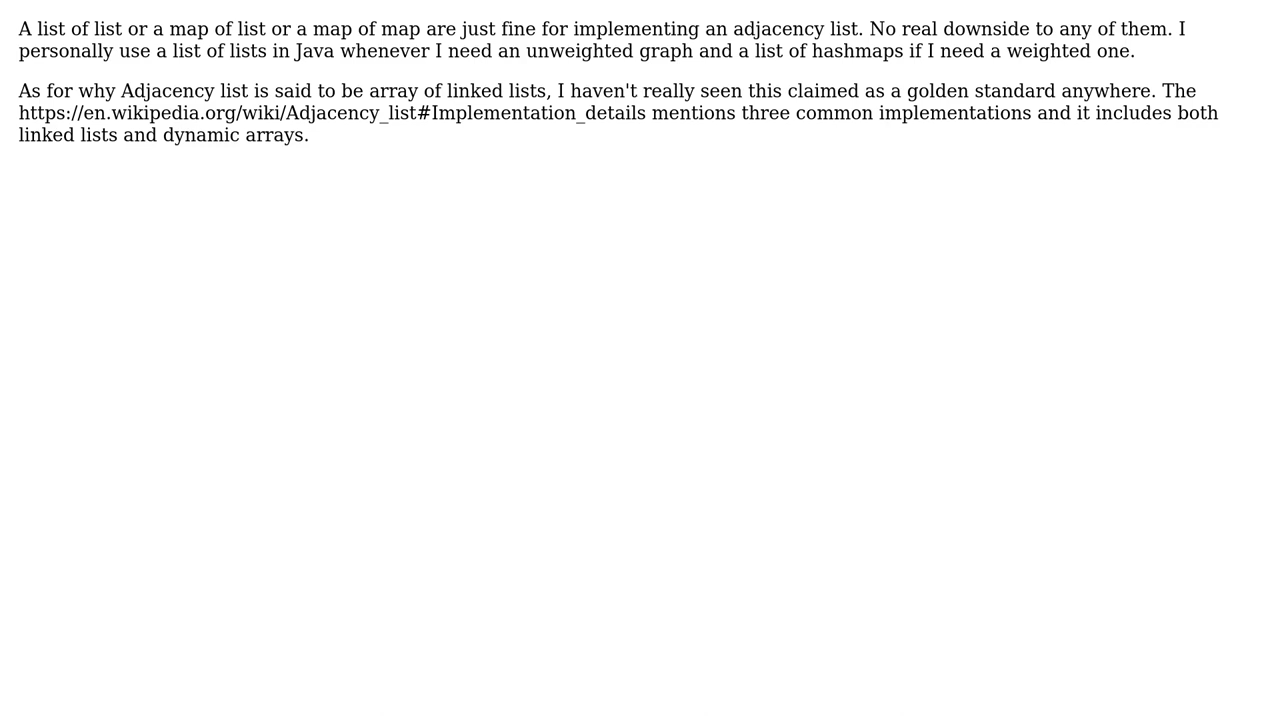 A list of list or a map of list or a map of map are just fine for implementing an adjacency list. No real downside to any of them. I
personally use a list of lists in Java whenever I need an unweighted graph and a list of hashmaps if I need a weighted one.
As for why Adjacency list is said to be array of linked lists, I haven't really seen this claimed as a golden standard anywhere. The
https://en.wikipedia.org/wiki/Adjacency_list#Implementation_details mentions three common implementations and it includes both
linked lists and dynamic arrays.